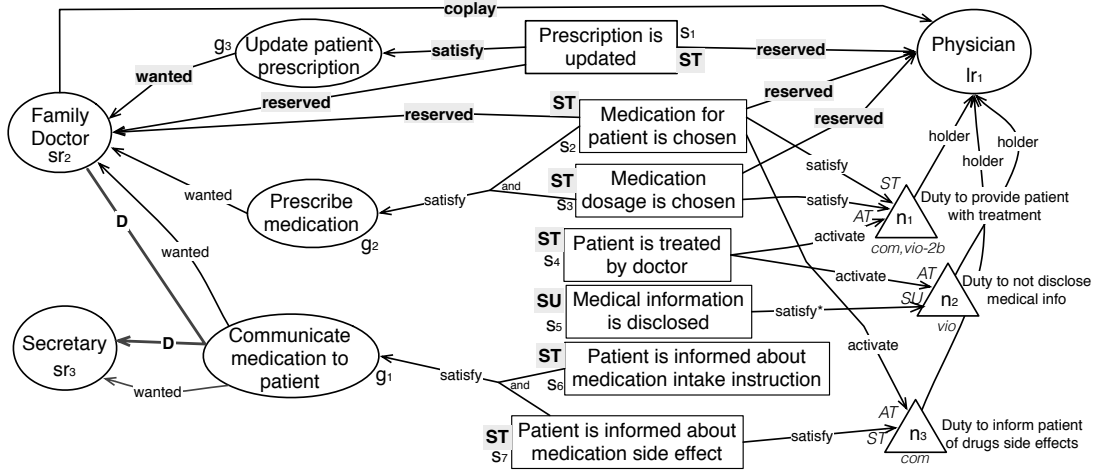 coplay
g3
Update patient
prescription
satisfy
Prescription is
updated
s1
ST
reserved
Physician
lr1
wanted
reserved
reserved
Family
Doctor
sr2
reserved
ST
s2
Medication for
patient is chosen
reserved
holder
holder
holder
wanted
Prescribe
medication
g2
satisfy
and
ST
s3
Medication
dosage is chosen
satisfy
satisfy
ST
AT
n1
com,vio-2b
Duty to provide patient
with treatment
D
wanted
ST
s4
Patient is treated
by doctor
activate
activate
AT
SU
n2
vio
Duty to not disclose
medical info
SU
s5
Medical information
is disclosed
satisfy*
Secretary
sr3
D
wanted
Communicate
medication to
patient
g1
satisfy
and
ST
s6
Patient is informed about
medication intake instruction
activate
ST
s7
Patient is informed about
medication side effect
satisfy
AT
ST
n3
com
Duty to inform patient
of drugs side effects